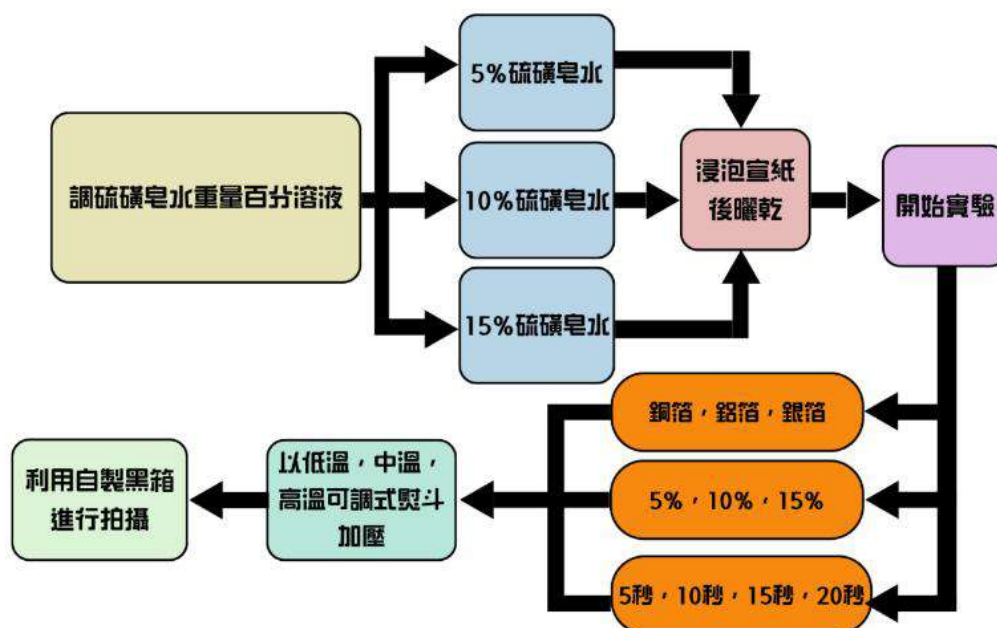 調硫磺皂水重量百分溶液
5%硫磺皂水
10%硫磺皂水
15%硫磺皂水
浸泡宣紙
後曬乾
開始實驗
銅箔，鋁箔，銀箔
5%，10%，15%
5秒，10秒，15秒，20秒
以低溫，中溫，
高溫可調式熨斗
加壓
利用自製黑箱
進行拍攝